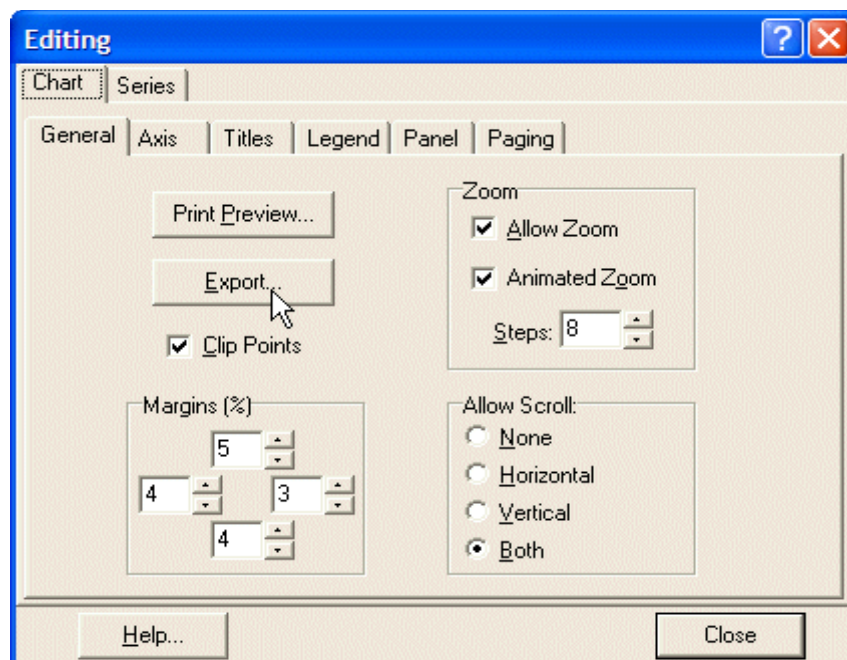 Editing
Chart Series
General Axis Titles Legend Panel Paging
Print Preview...
Export...
Clip Points
Margins (%)
5
4 3
4
Zoom
Allow Zoom
Animated Zoom
Steps: 8
Allow Scroll:
None
Horizontal
Vertical
Both
Help... Close